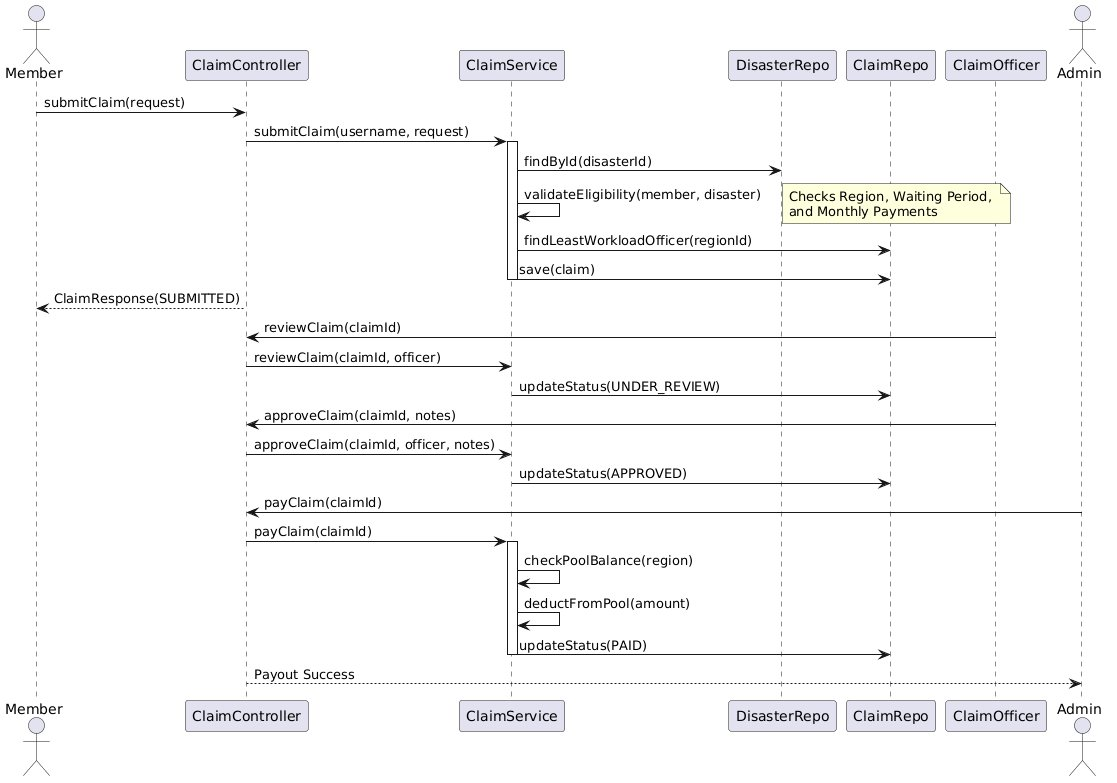 Member
ClaimController
ClaimService
DisasterRepo
ClaimRepo
ClaimOfficer
Admin
submitClaim(request)
submitClaim(username, request)
findById(disasterId)
validateEligibility(member, disaster)
Checks Region, Waiting Period,
and Monthly Payments
findLeastWorkloadOfficer(regionId)
save(claim)
ClaimResponse(SUBMITTED)
reviewClaim(claimId)
reviewClaim(claimId, officer)
updateStatus(UNDER_REVIEW)
approveClaim(claimId, notes)
approveClaim(claimId, officer, notes)
updateStatus(APPROVED)
payClaim(claimId)
payClaim(claimId)
checkPoolBalance(region)
deductFromPool(amount)
updateStatus(PAID)
Payout Success
Member
ClaimController
ClaimService
DisasterRepo
ClaimRepo
ClaimOfficer
Admin